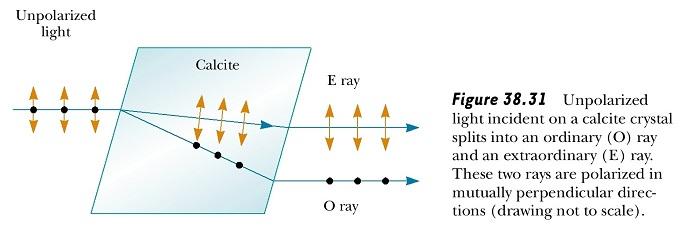 Unpolarized
light
Calcite
E ray
O ray
Figure 38.31 Unpolarized
light incident on a calcite crystal
splits into an ordinary (O) ray
and an extraordinary (E) ray.
These two rays are polarized in
mutually perpendicular direc-
tions (drawing not to scale).